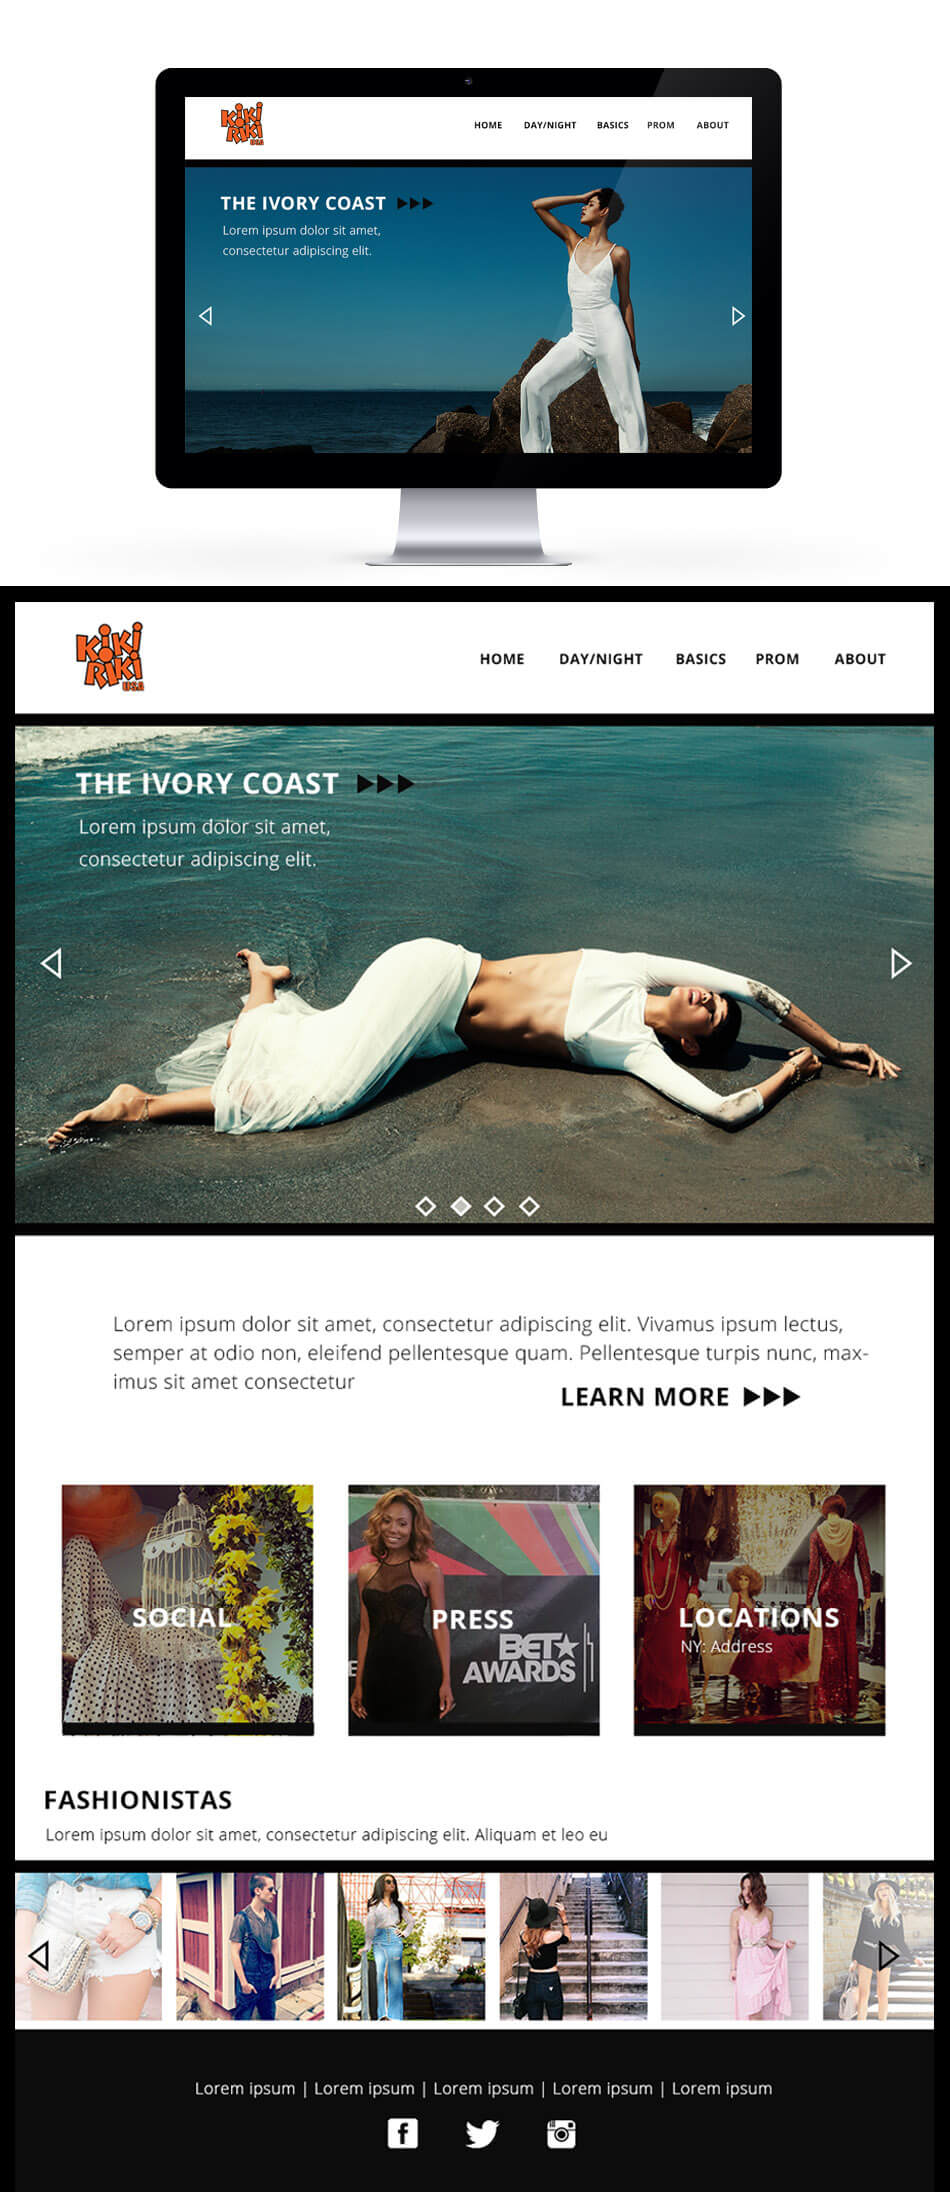 KIKI
RIKI
USA
HOME DAY/NIGHT BASICS PROM ABOUT
THE IVORY COAST
Lorem ipsum dolor sit amet,
consectetur adipiscing elit.
KIKI
RIKI
USA
HOME DAY/NIGHT BASICS PROM ABOUT
THE IVORY COAST
Lorem ipsum dolor sit amet,
consectetur adipiscing elit.
Lorem ipsum dolor sit amet, consectetur adipiscing elit. Vivamus ipsum lectus,
semper at odio non, eleifend pellentesque quam. Pellentesque turpis nunc, max-
imus sit amet consectetur
LEARN MORE
SOCIAL
PRESS
BET
AWARDS
LOCATIONS
NY: Address
FASHIONISTAS
Lorem ipsum dolor sit amet, consectetur adipiscing elit. Aliquam et leo eu
Lorem ipsum | Lorem ipsum | Lorem ipsum | Lorem ipsum | Lorem ipsum